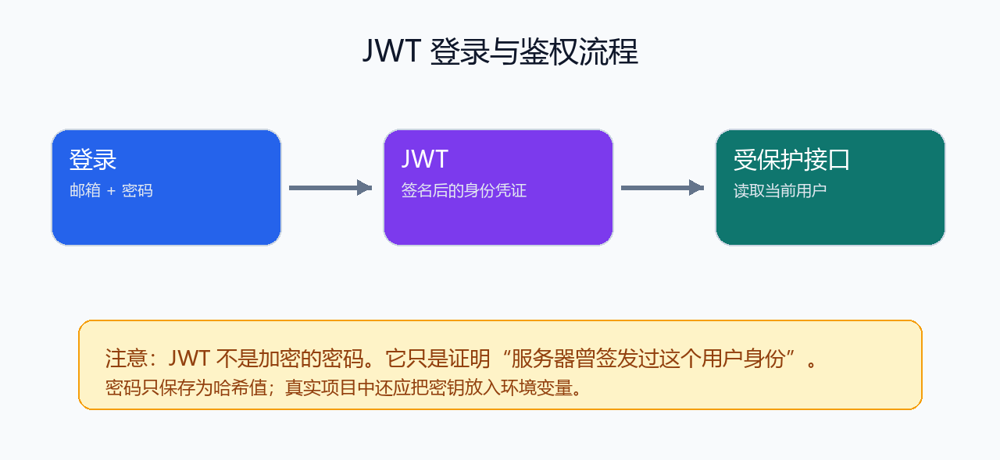 JWT 登录与鉴权流程
登录
邮箱 + 密码
JWT
签名后的身份凭证
受保护接口
读取当前用户
注意：JWT 不是加密的密码。它只是证明“服务器曾签发过这个用户身份”。
密码只保存为哈希值；真实项目中还应把密钥放入环境变量。